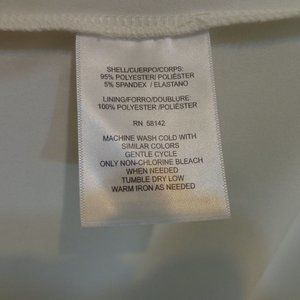 SHELL/CUERPO/CORPS:
95% POLYESTER/ POLIÉSTER
5% SPANDEX / ELASTANO
LINING/FORRO/DOUBLURE
100% POLYESTER /POLIÉSTER
RN 58142
MACHINE WASH COLD WITH
SIMILAR COLORS
GENTLE CYCLE
ONLY NON-CHLORINE BLEACH
WHEN NEEDED
TUMBLE DRY LOW
WARM IRON AS NEEDED